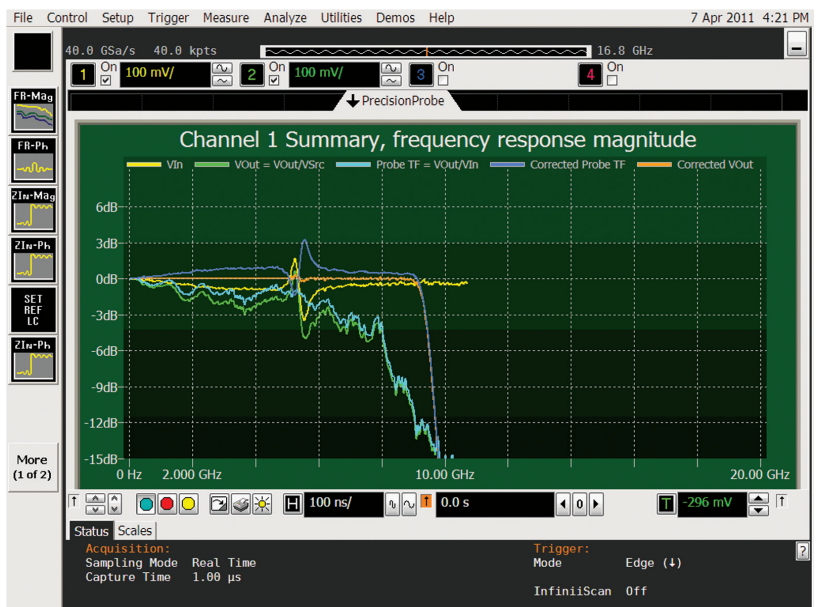 File Control Setup Trigger Measure Analyze Utilities Demos Help 7 Apr 2011 4:21 PM
40.0 GSa/s 40.0 kpts 16.8 GHz
1 On 100 mV/ 2 On 100 mV/ 3 On 4 On
PrecisionProbe
FR-Mag
FR-Ph
ZIN-Mag
ZIN-Ph
SET
REF
LC
ZIN-Ph
More
(1 of 2)
Channel 1 Summary, frequency response magnitude
VIn VOut = VOut/VSrc Probe TF = VOut/VIn Corrected Probe TF Corrected VOut
6dB
3dB
0dB
-3dB
-6dB
-9dB
-12dB
-15dB
0 Hz 2.000 GHz 10.00 GHz 20.00 GHz
H 100 ns/ 0.0 s 0 T -296 mV
Status Scales
?
Acquisition:
Sampling Mode Real Time
Capture Time 1.00 µs
Trigger:
Mode Edge (↓)
InfiniiScan Off